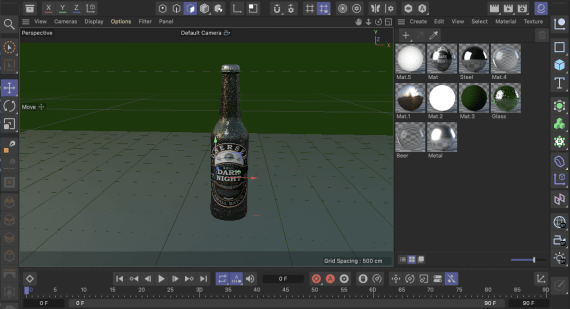 X Y Z
View Cameras Display Options Filter Panel
Create Edit View Select Material Texture
Perspective
Default Camera
Y
Z
X
Mat.5 Mat Steel Mat.4
Mat.1 Mat.2 Mat.3 Glass
Beer Metal
Move
DARK
NIGHT
Grid Spacing : 500 cm
0 F
0 5 10 15 20 25 30 35 40 45 50 55 60 65 70 75 80 85 90
0 F 0 F 90 F 90 F